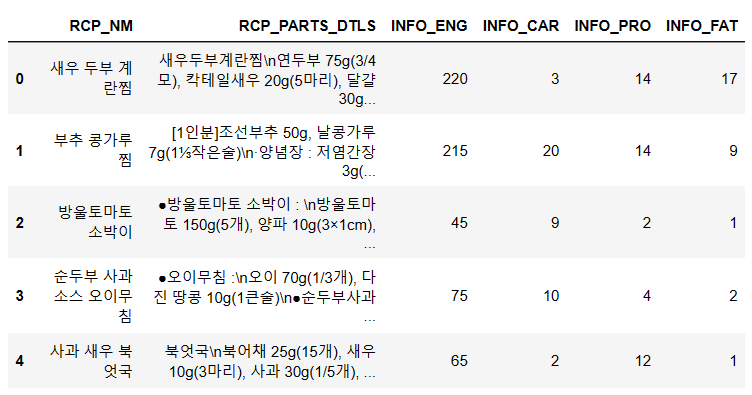 RCP_NM RCP_PARTS_DTLS INFO_ENG INFO_CAR INFO_PRO INFO_FAT
0 새우 두부 계란찜 새우두부계란찜\n연두부 75g(3/4모), 칵테일새우 20g(5마리), 달걀 30g... 220 3 14 17
1 부추 콩가루 찜 [1인분]조선부추 50g, 날콩가루 7g(1⅓작은술)\n·양념장 : 저염간장 3g(... 215 20 14 9
2 방울토마토 소박이 ●방울토마토 소박이 : \n방울토마토 150g(5개), 양파 10g(3×1cm), ... 45 9 2 1
3 순두부 사과 소스 오이무침 ●오이무침 :\n오이 70g(1/3개), 다진 땅콩 10g(1큰술)\n●순두부사과 ... 75 10 4 2
4 사과 새우 북엇국 북엇국\n북어채 25g(15개), 새우 10g(3마리), 사과 30g(1/5개), ... 65 2 12 1